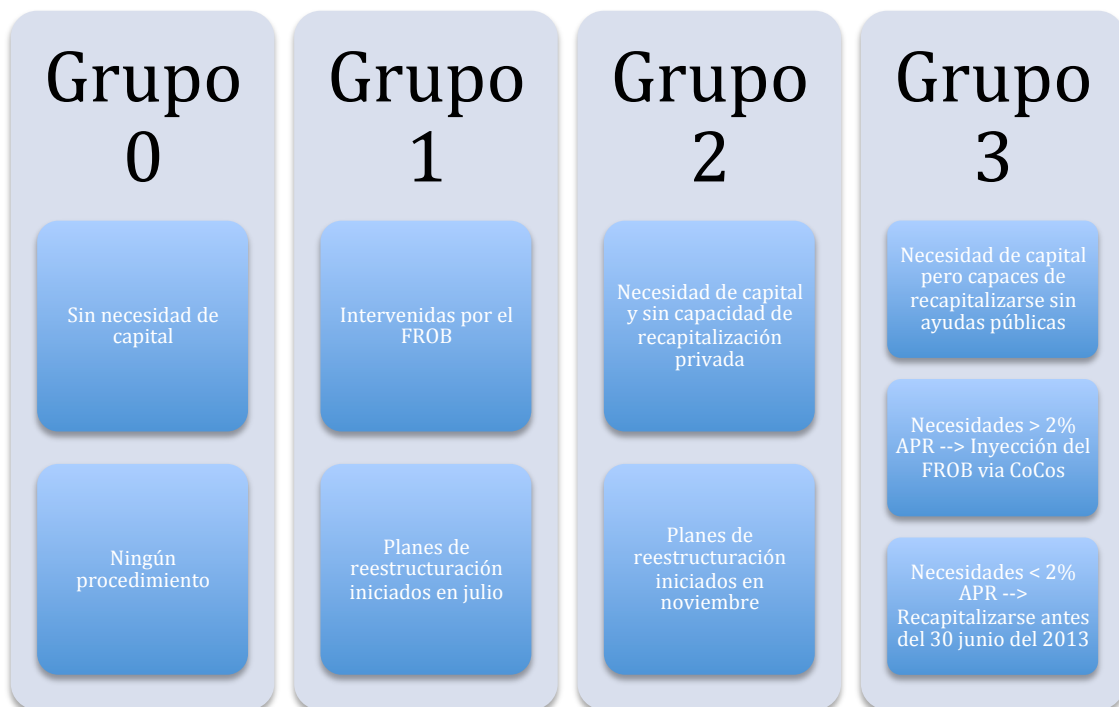 Grupo
0
Sin necesidad de
capital
Ningún
procedimiento
Grupo
1
Intervenidas por el
FROB
Planes de
reestructuración
iniciados en julio
Grupo
2
Necesidad de capital
y sin capacidad de
recapitalización
privada
Planes de
reestructuración
iniciados en
noviembre
Grupo
3
Necesidad de capital
pero capaces de
recapitalizarse sin
ayudas públicas
Necesidades > 2%
APR --> Inyección del
FROB via CoCos
Necesidades < 2%
APR -->
Recapitalizarse antes
del 30 junio del 2013